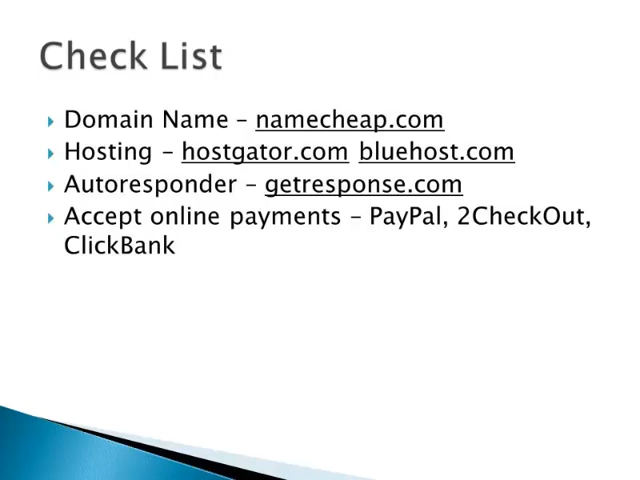 Check List
Domain Name – namecheap.com
Hosting – hostgator.com bluehost.com
Autoresponder – getresponse.com
Accept online payments – PayPal, 2CheckOut,
ClickBank